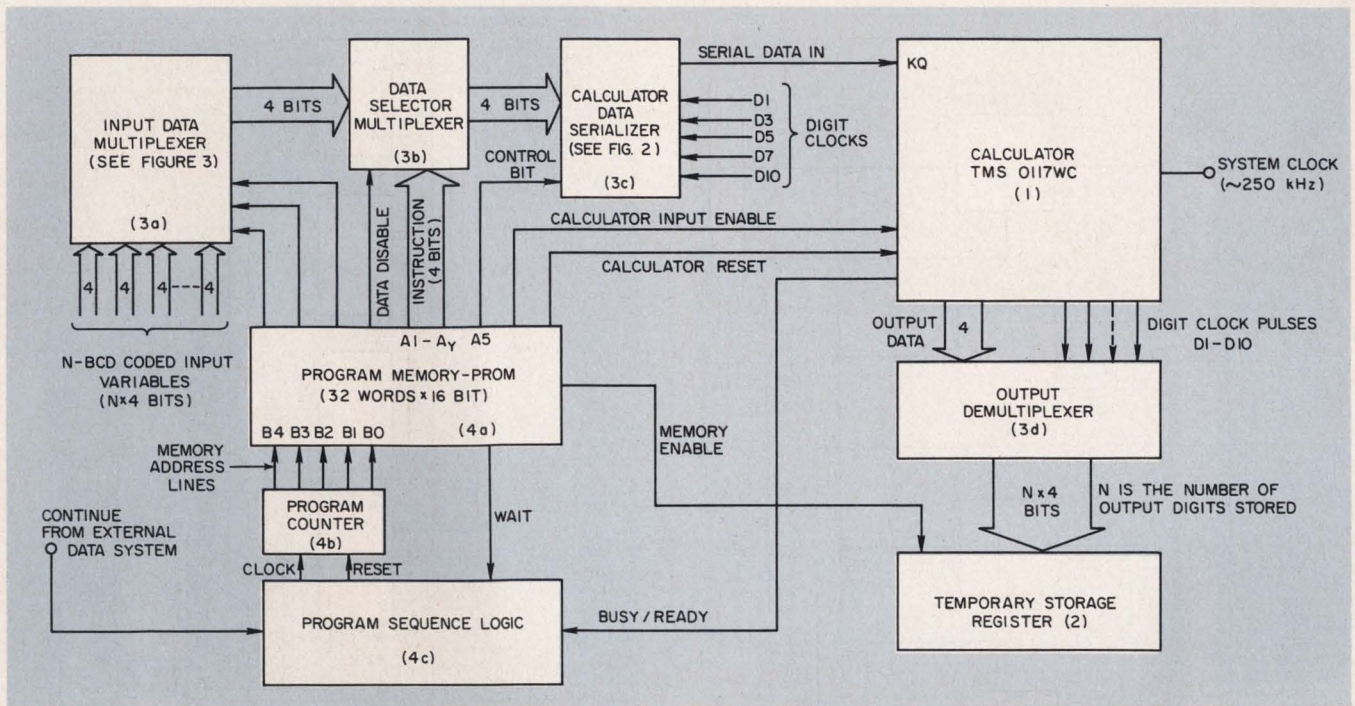 INPUT DATA
MULTIPLEXER
(SEE FIGURE 3)
(3a)
4 BITS
DATA
SELECTOR
MULTIPLEXER
(3b)
4 BITS
CONTROL
BIT
CALCULATOR
DATA
SERIALIZER
(SEE FIG. 2)
(3c)
SERIAL DATA IN
D1
D3
D5
D7
D10
DIGIT
CLOCKS
KQ
CALCULATOR
TMS 0117WC
(1)
SYSTEM CLOCK
(~250 kHz)
CALCULATOR INPUT ENABLE
CALCULATOR RESET
DATA DISABLE
INSTRUCTION
(4 BITS)
4 4 4 ---- 4
N-BCD CODED INPUT
VARIABLES
(N×4 BITS)
A1 - AY A5
PROGRAM MEMORY-PROM
(32 WORDS × 16 BIT)
B4 B3 B2 B1 B0
(4a)
MEMORY
ADDRESS
LINES
PROGRAM
COUNTER
(4b)
CLOCK
RESET
WAIT
MEMORY
ENABLE
CONTINUE
FROM EXTERNAL
DATA SYSTEM
PROGRAM SEQUENCE LOGIC
(4c)
BUSY/READY
OUTPUT
DATA
4
DIGIT CLOCK PULSES
D1-D10
OUTPUT
DEMULTIPLEXER
(3d)
N×4
BITS
N IS THE NUMBER OF
OUTPUT DIGITS STORED
TEMPORARY STORAGE
REGISTER (2)